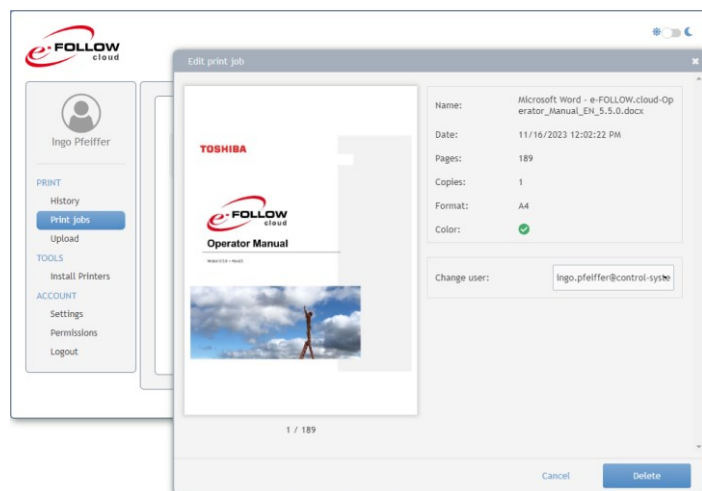 e-FOLLOW
cloud
Ingo Pfeiffer
PRINT
History
Print jobs
Upload
TOOLS
Install Printers
ACCOUNT
Settings
Permissions
Logout
Edit print job
TOSHIBA
e-FOLLOW
cloud
Operator Manual
1 / 189
Name:
Microsoft Word - e-FOLLOW.cloud-Op
erator_Manual_EN_5.5.0.docx
Date:
11/16/2023 12:02:22 PM
Pages:
189
Copies:
1
Format:
A4
Color:
Change user:
ingo.pfeiffer@control-syste
Cancel
Delete